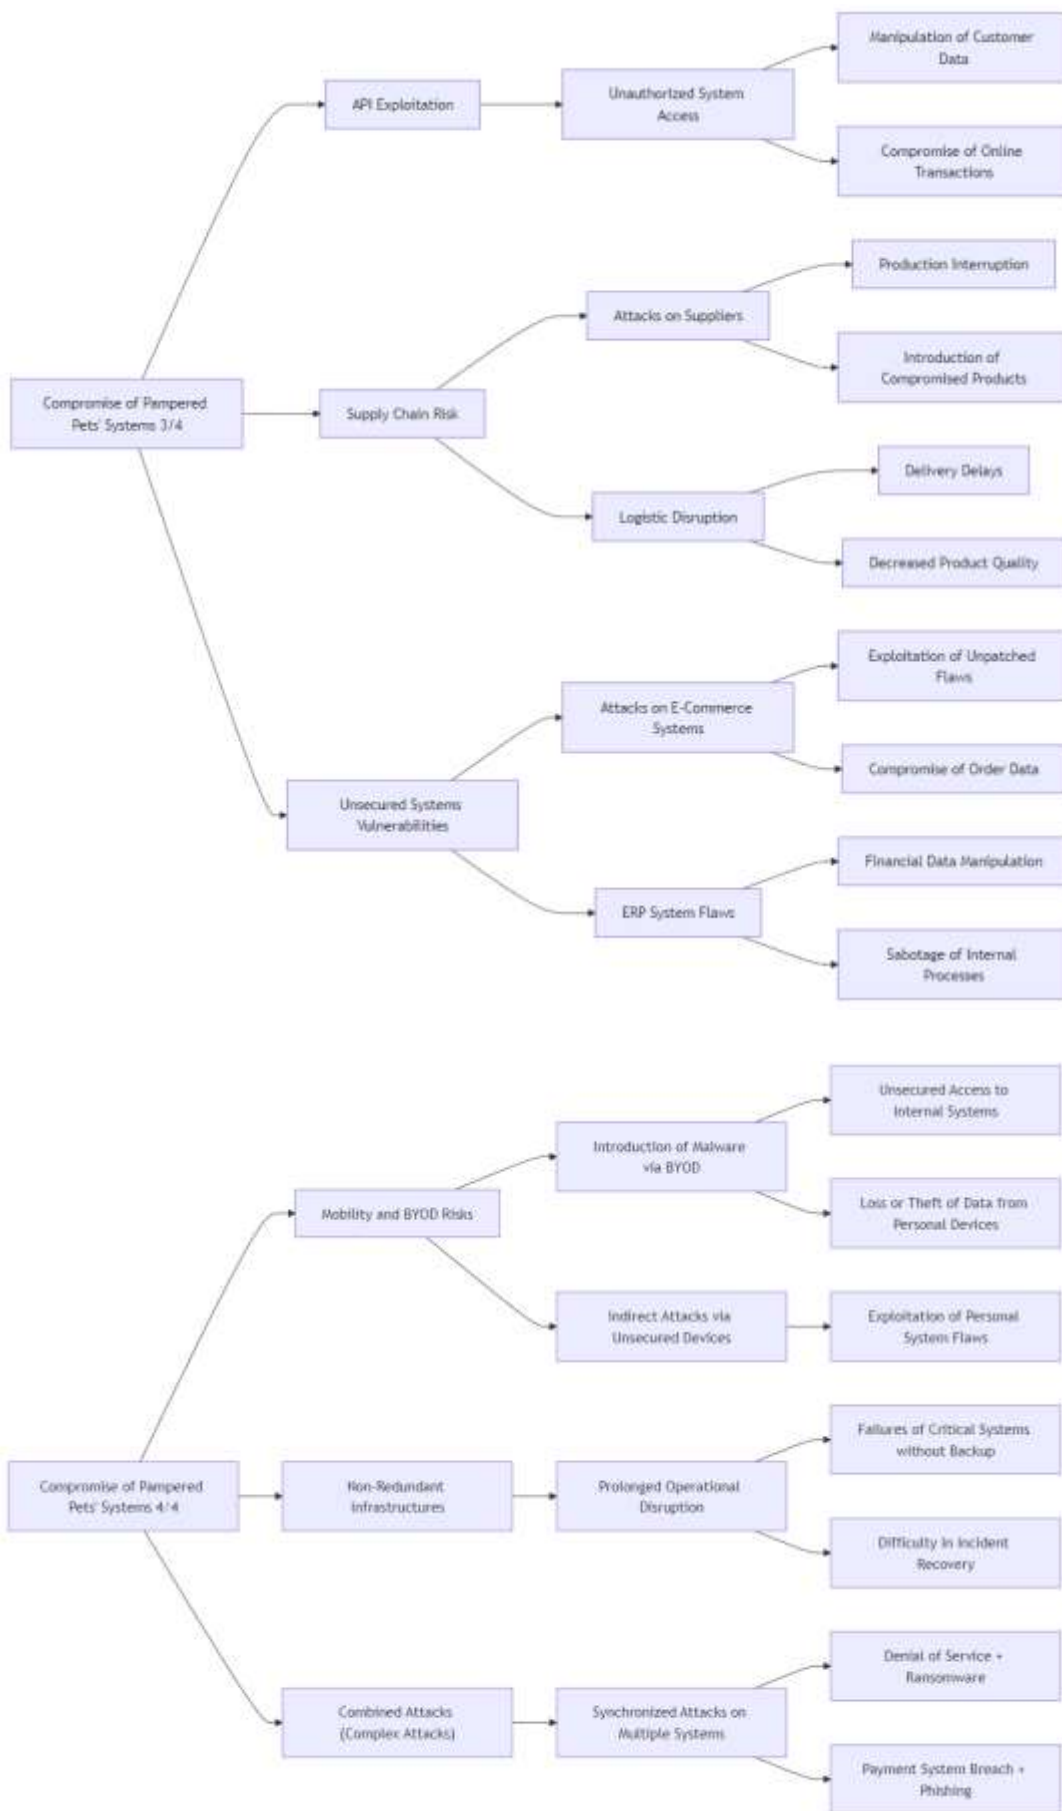 Manipulation of Customer
Data
API Exploitation
Unauthorized System
Access
Compromise of Online
Transactions
Production Interruption
Attacks on Suppliers
Introduction of
Compromised Products
Compromise of Pampered
Pets' Systems 3/4
Supply Chain Risk
Delivery Delays
Logistic Disruption
Decreased Product Quality
Exploitation of Unpatched
Flaws
Attacks on E-Commerce
Systems
Compromise of Order Data
Unsecured Systems
Vulnerabilities
Financial Data Manipulation
ERP System Flaws
Sabotage of Internal
Processes
Unsecured Access to
Internal Systems
Introduction of Malware
via BYOD
Mobility and BYOD Risks
Loss or Theft of Data from
Personal Devices
Indirect Attacks via
Unsecured Devices
Exploitation of Personal
System Flaws
Failures of Critical Systems
without Backup
Compromise of Pampered
Pets' Systems 4/4
Non-Redundant
Infrastructures
Prolonged Operational
Disruption
Difficulty in Incident
Recovery
Denial of Service +
Ransomware
Combined Attacks
(Complex Attacks)
Synchronized Attacks on
Multiple Systems
Payment System Breach +
Phishing